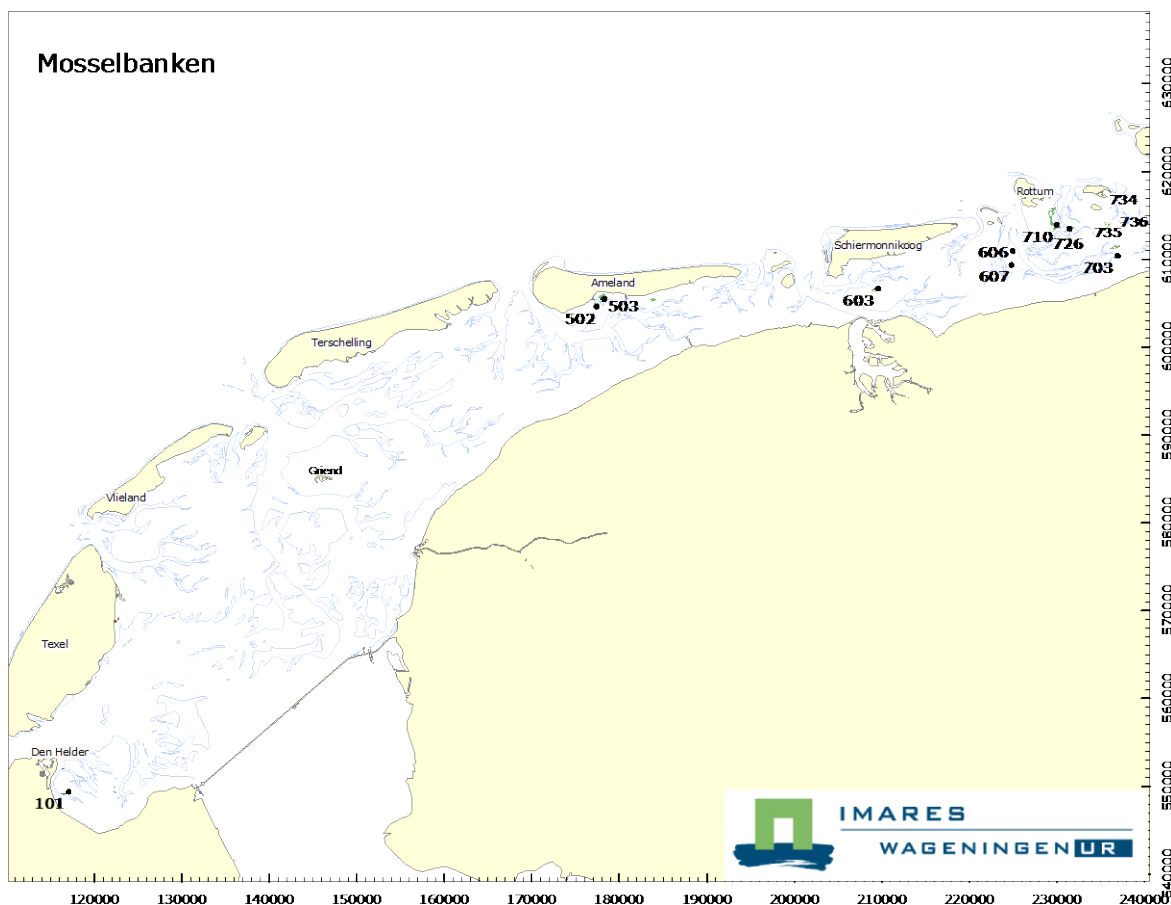 Mosselbanken
630000
620000
Rottum
734
736
735
710
726
Schiermonnikoog
606
610000
703
607
Ameland
603
503
502
Terschelling
600000
590000
Griend
Vlieland
580000
570000
Texel
560000
Den Helder
550000
101
IMARES
WAGENINGEN UR
540000
120000 130000 140000 150000 160000 170000 180000 190000 200000 210000 220000 230000 240000